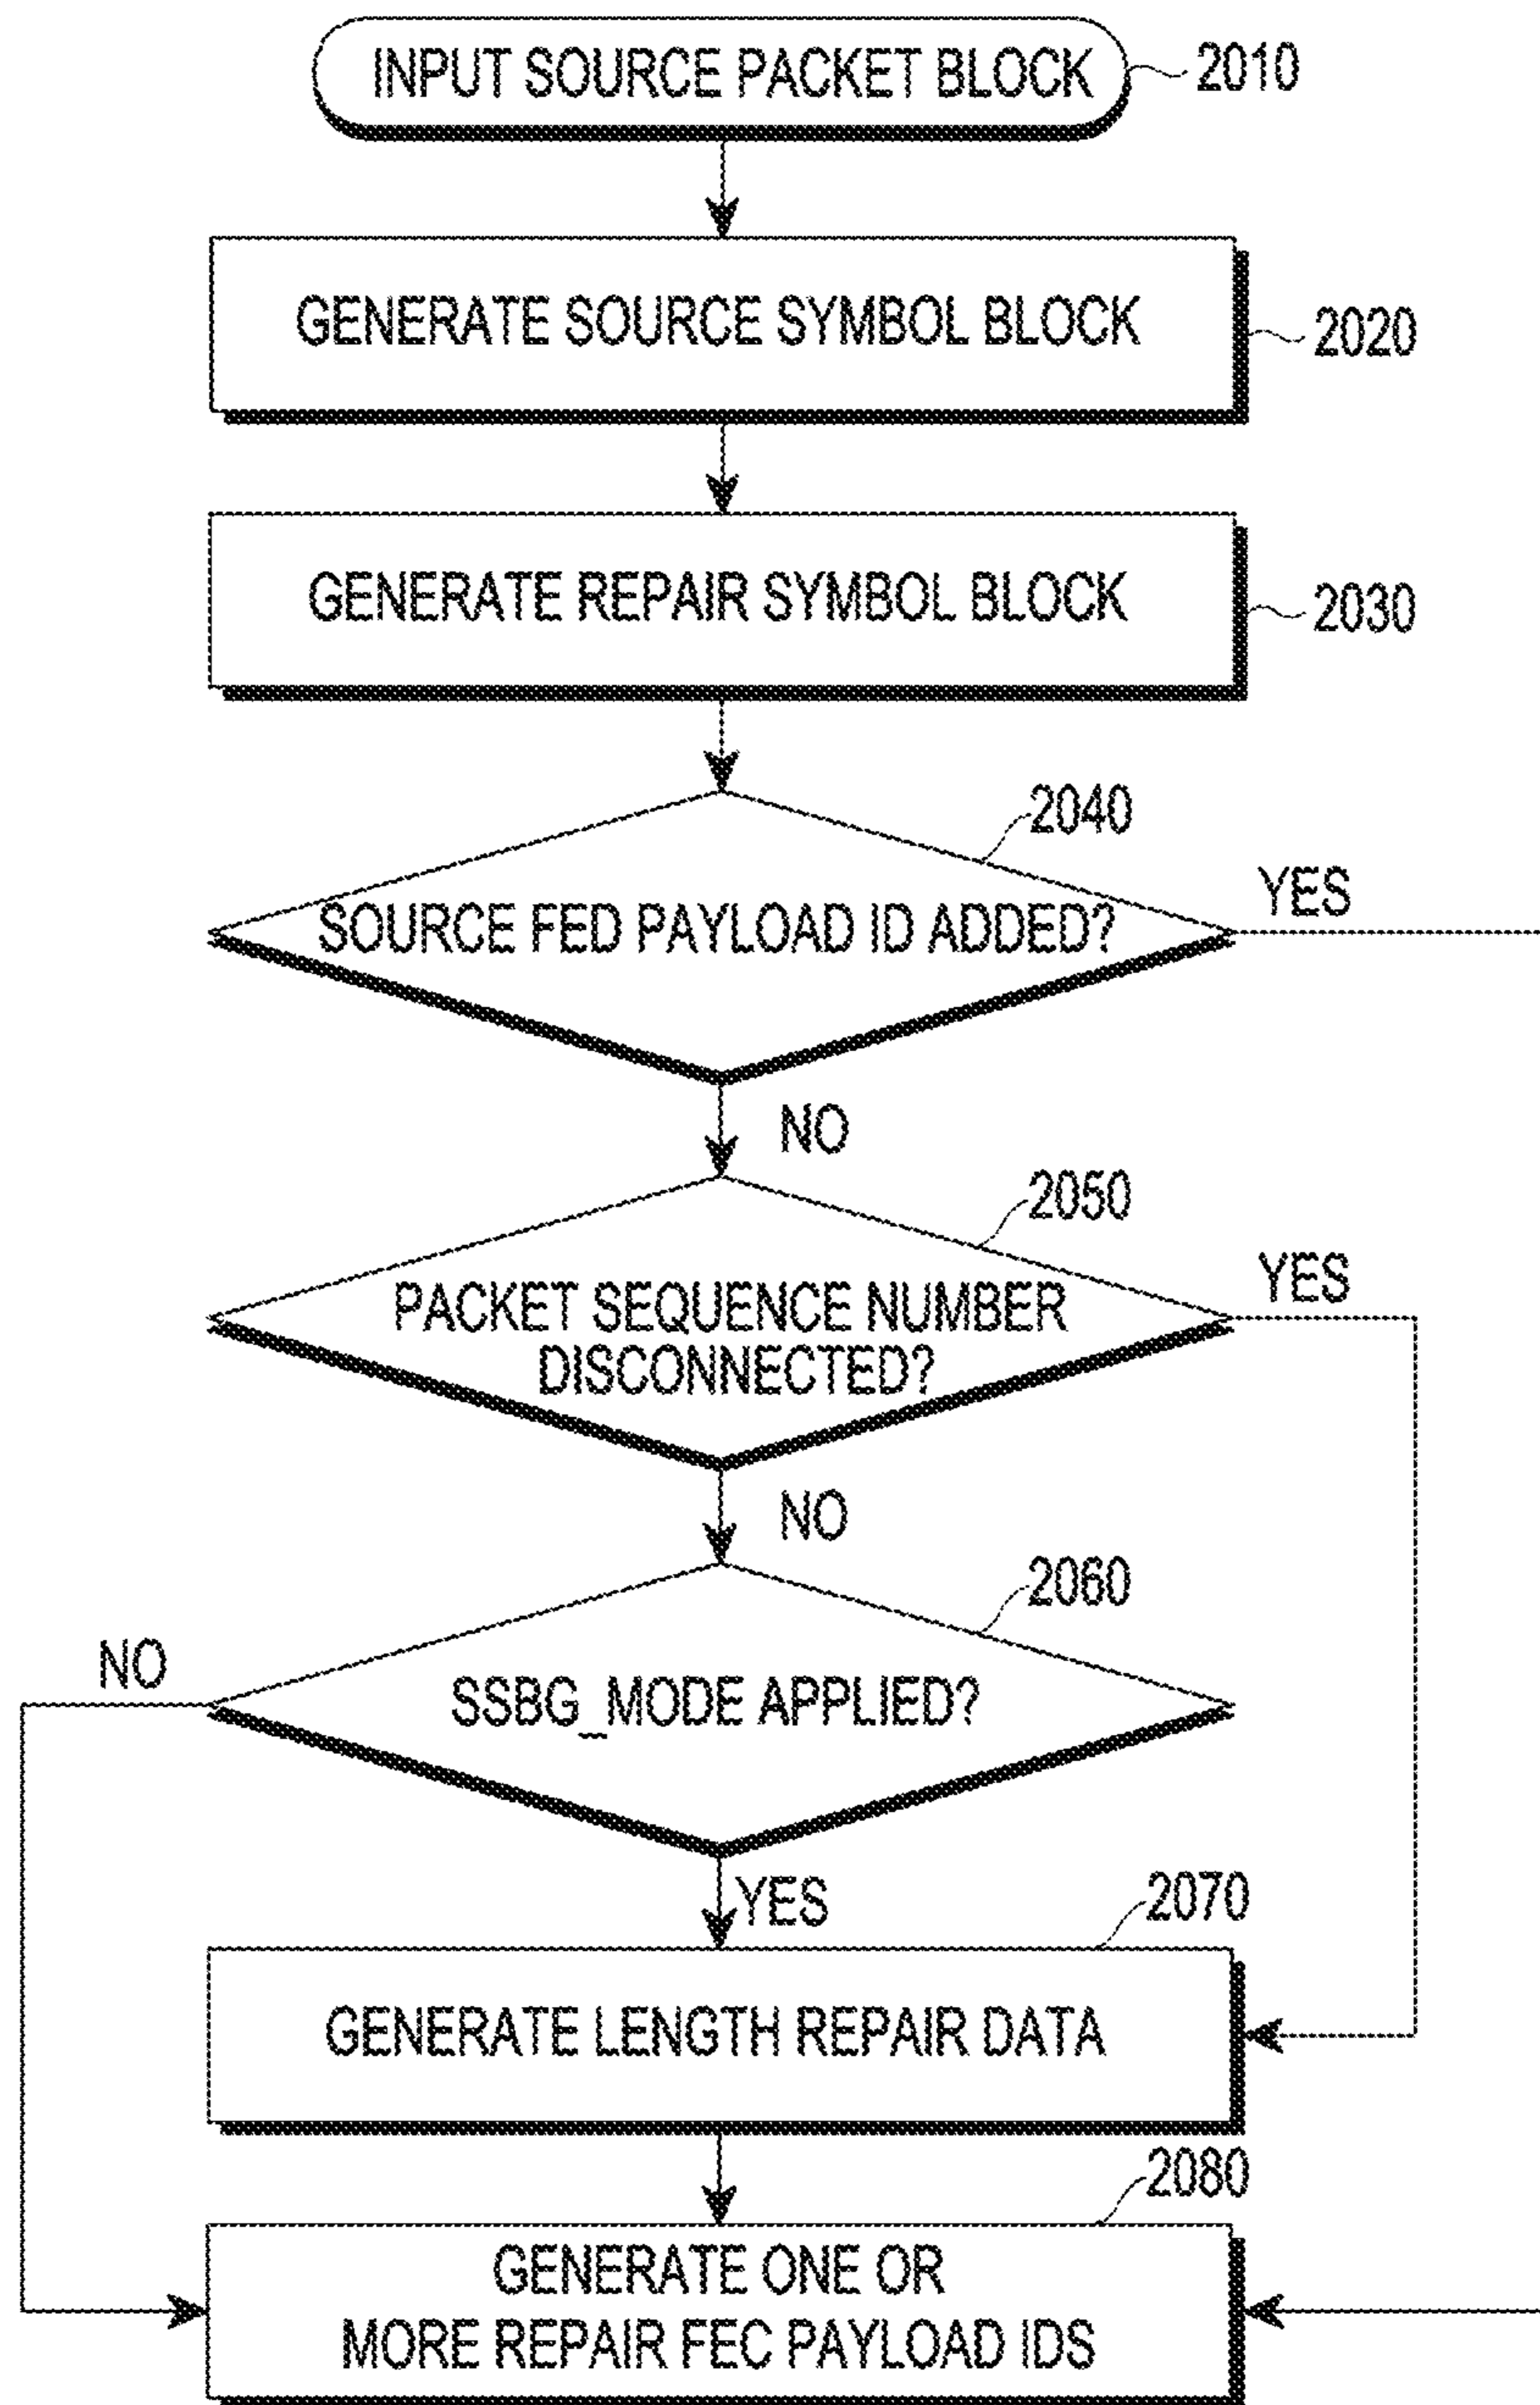 INPUT SOURCE PACKET BLOCK
2010
GENERATE SOURCE SYMBOL BLOCK
2020
GENERATE REPAIR SYMBOL BLOCK
2030
2040
SOURCE FED PAYLOAD ID ADDED?
YES
NO
2050
PACKET SEQUENCE NUMBER
DISCONNECTED?
YES
NO
2060
SSBG_MODE APPLIED?
NO
YES
2070
GENERATE LENGTH REPAIR DATA
2080
GENERATE ONE OR
MORE REPAIR FEC PAYLOAD IDS